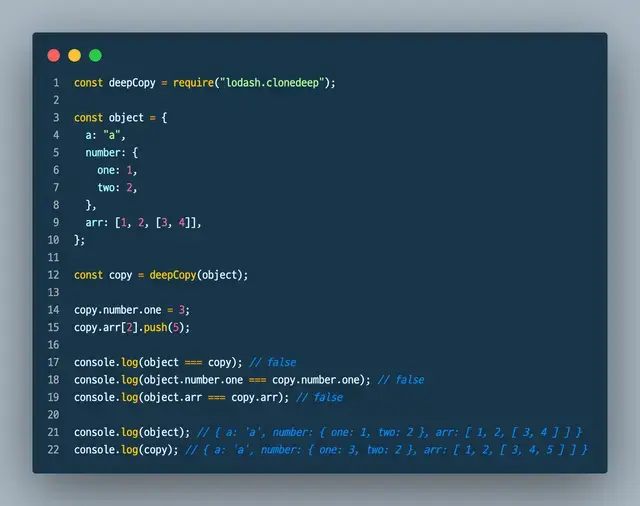 1 const deepCopy = require("lodash.clonedeep");
2
3 const object = {
4   a: "a",
5   number: {
6     one: 1,
7     two: 2,
8   },
9   arr: [1, 2, [3, 4]],
10 };
11
12 const copy = deepCopy(object);
13
14 copy.number.one = 3;
15 copy.arr[2].push(5);
16
17 console.log(object === copy); // false
18 console.log(object.number.one === copy.number.one); // false
19 console.log(object.arr === copy.arr); // false
20
21 console.log(object); // { a: 'a', number: { one: 1, two: 2 }, arr: [ 1, 2, [ 3, 4 ] ] }
22 console.log(copy); // { a: 'a', number: { one: 3, two: 2 }, arr: [ 1, 2, [ 3, 4, 5 ] ] }